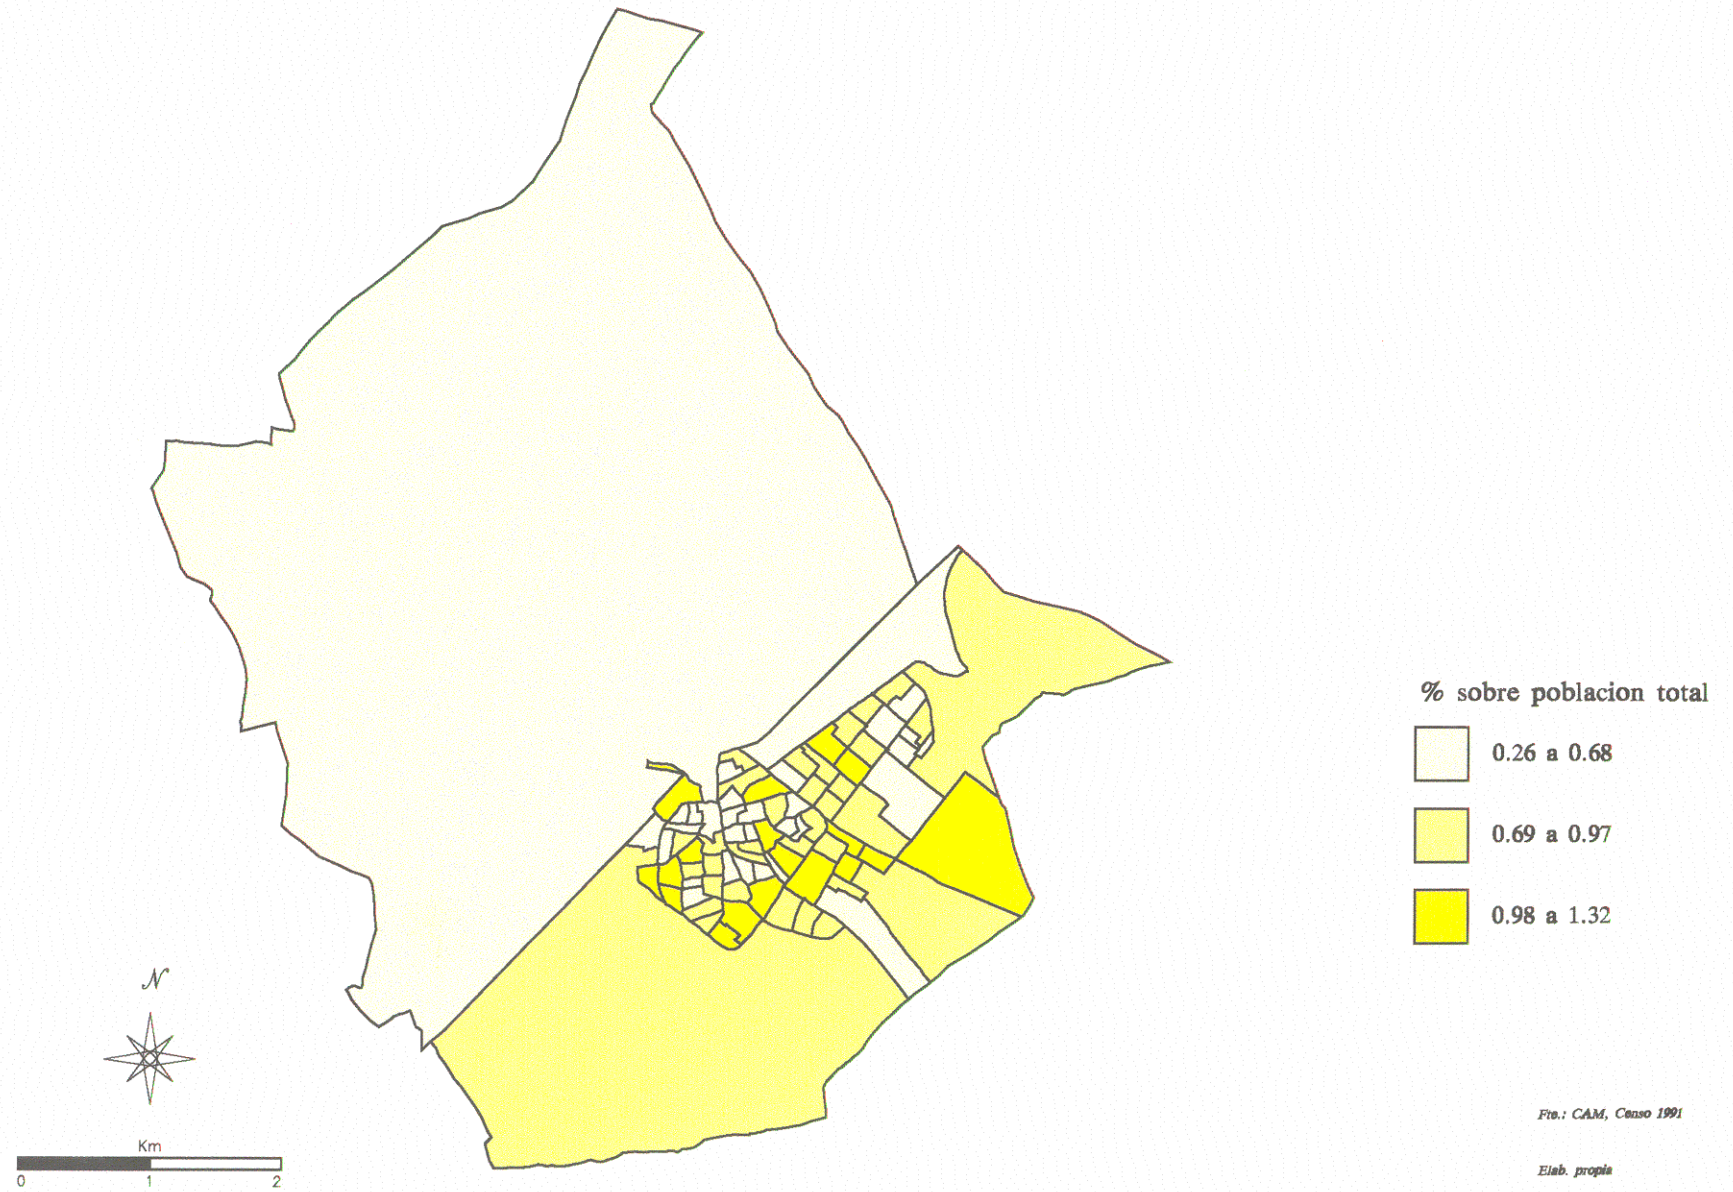 % sobre poblacion total
0.26 a 0.68
0.69 a 0.97
0.98 a 1.32
N
Km
0 1 2
Fte.: CAM, Censo 1991
Elab. propia